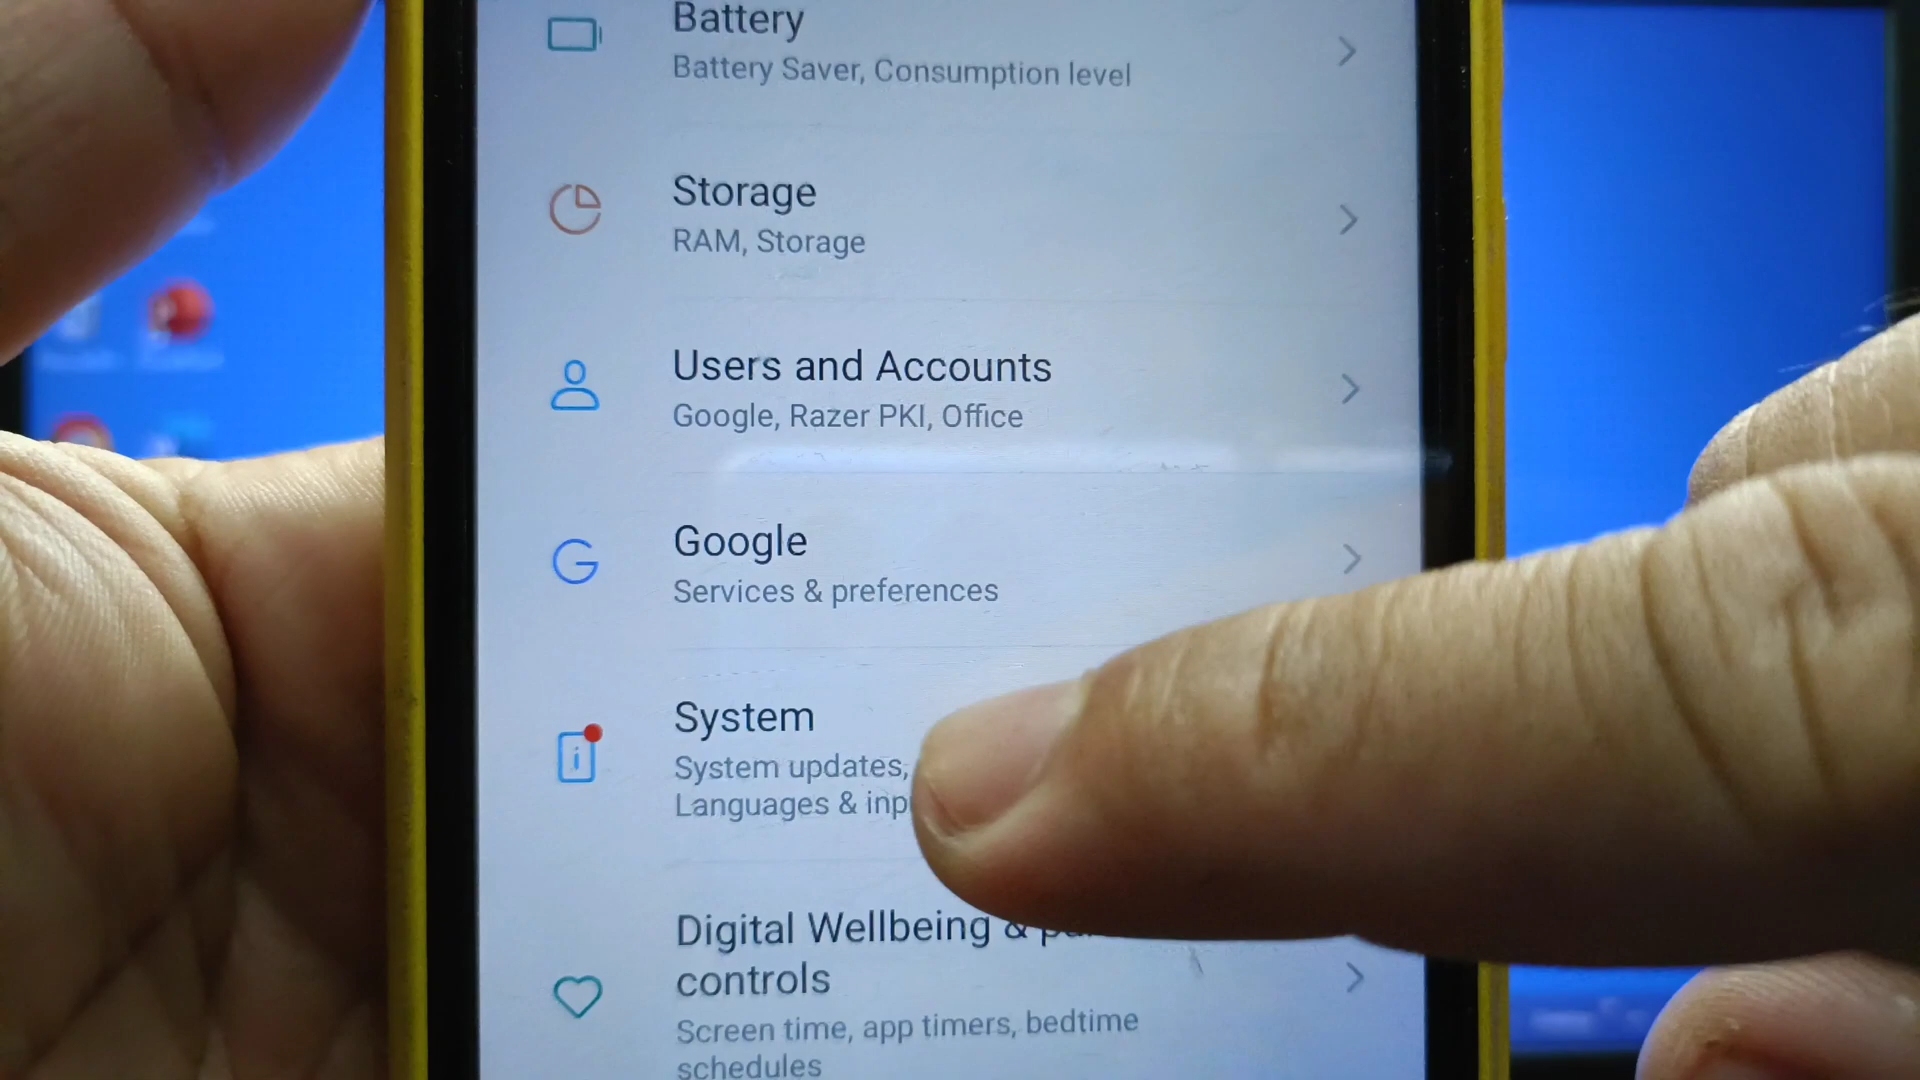 Battery
Battery Saver, Consumption level
Storage
RAM, Storage
Users and Accounts
Google, Razer PKI, Office
Google
Services & preferences
System
System updates,
Languages &
Digital Wellbeing &
controls
Screen time, app timers, bedtime
schedules